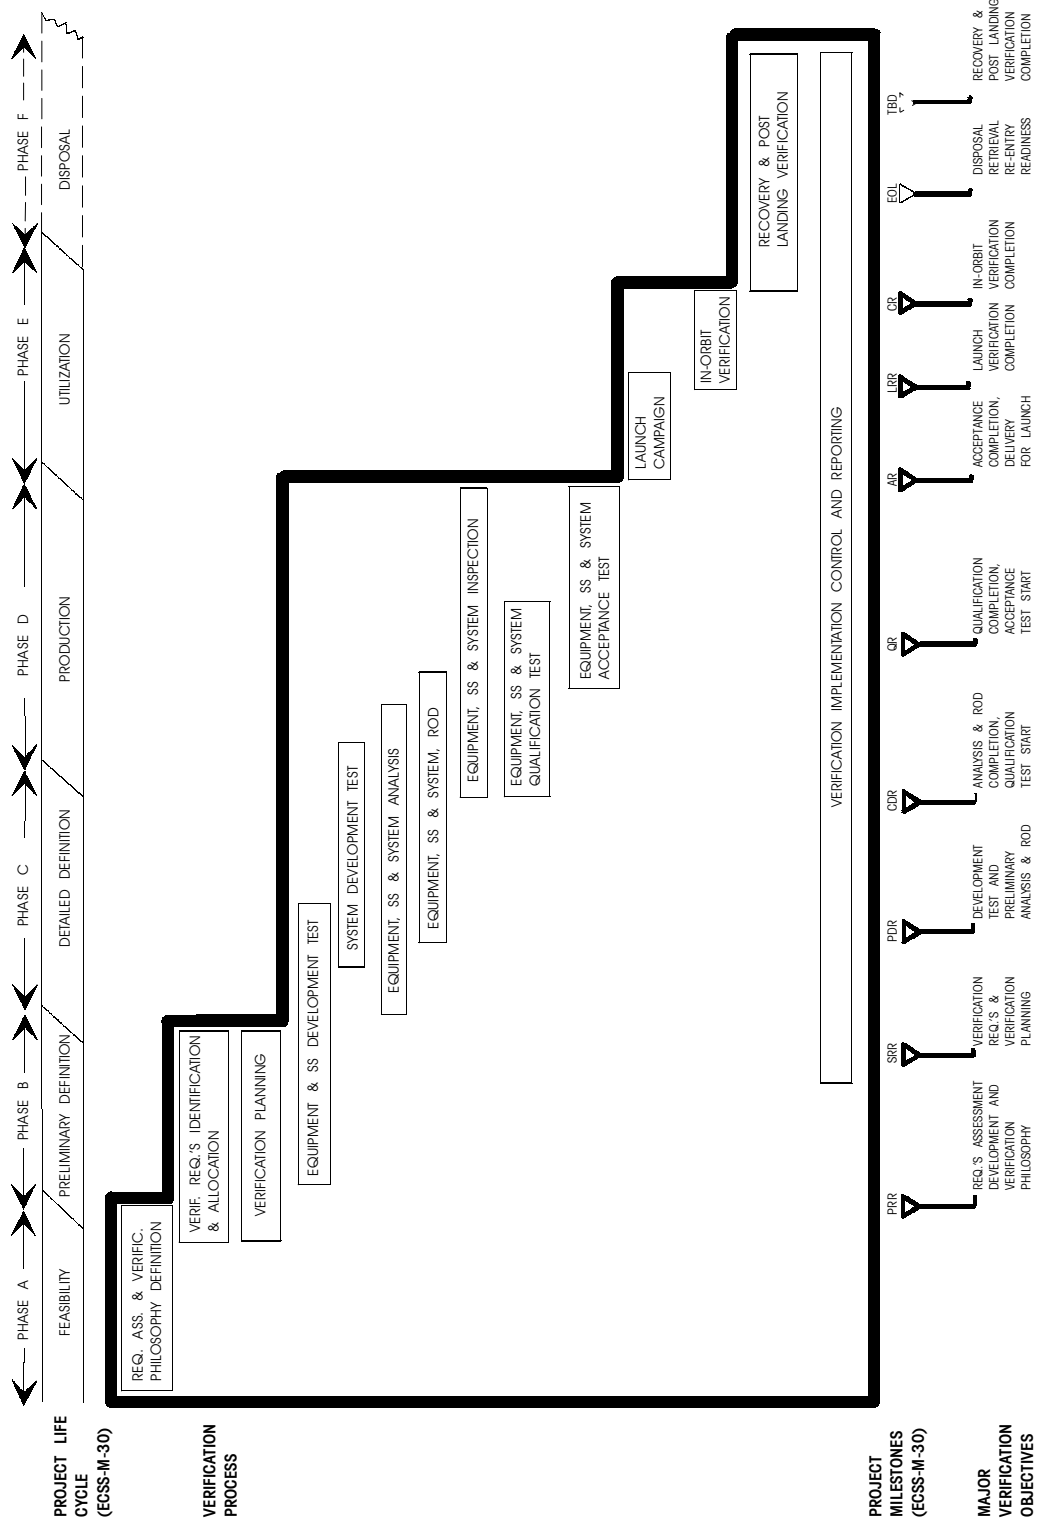 PHASE A
PHASE B
PHASE C
PHASE D
PHASE E
PHASE F
PROJECT LIFE
CYCLE
(ECSS-M-30)
FEASIBILITY
PRELIMINARY DEFINITION
DETAILED DEFINITION
PRODUCTION
UTILIZATION
DISPOSAL
VERIFICATION
PROCESS
REQ. ASS. & VERIFIC.
PHILOSOPHY DEFINITION
VERIF. REQ.'S IDENTIFICATION
& ALLOCATION
VERIFICATION PLANNING
EQUIPMENT & SS DEVELOPMENT TEST
SYSTEM DEVELOPMENT TEST
EQUIPMENT, SS & SYSTEM ANALYSIS
EQUIPMENT, SS & SYSTEM, ROD
EQUIPMENT, SS & SYSTEM INSPECTION
EQUIPMENT, SS & SYSTEM
QUALIFICATION TEST
EQUIPMENT, SS & SYSTEM
ACCEPTANCE TEST
LAUNCH
CAMPAIGN
IN-ORBIT
VERIFICATION
RECOVERY & POST
LANDING VERIFICATION
VERIFICATION IMPLEMENTATION CONTROL AND REPORTING
PROJECT
MILESTONES
(ECSS-M-30)
PRR
SRR
PDR
CDR
QR
AR
LRR
CR
EOL
TBD
MAJOR
VERIFICATION
OBJECTIVES
REQ.'S ASSESSMENT
DEVELOPMENT AND
VERIFICATION
PHILOSOPHY
VERIFICATION
REQ.'S &
VERIFICATION
PLANNING
DEVELOPMENT
TEST AND
PRELIMINARY
ANALYSIS & ROD
ANALYSIS & ROD
COMPLETION,
QUALIFICATION
TEST START
QUALIFICATION
COMPLETION,
ACCEPTANCE
TEST START
ACCEPTANCE
COMPLETION,
DELIVERY
FOR LAUNCH
LAUNCH
VERIFICATION
COMPLETION
IN-ORBIT
VERIFICATION
COMPLETION
DISPOSAL
RETRIEVAL
RE-ENTRY
READINESS
RECOVERY &
POST LANDING
VERIFICATION
COMPLETION